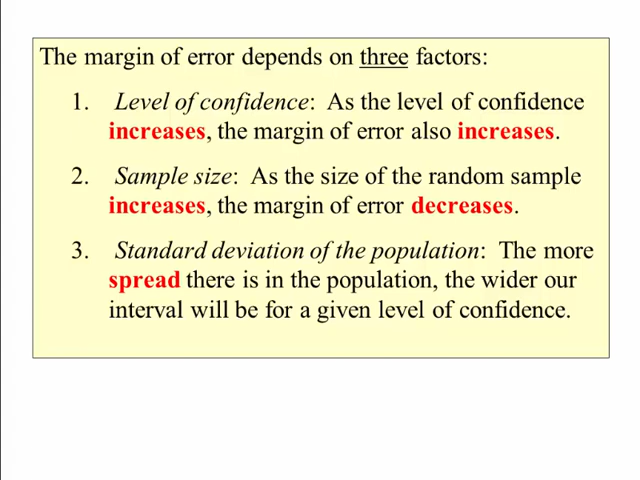 The margin of error depends on three factors:
1. Level of confidence: As the level of confidence
increases, the margin of error also increases.
2. Sample size: As the size of the random sample
increases, the margin of error decreases.
3. Standard deviation of the population: The more
spread there is in the population, the wider our
interval will be for a given level of confidence.